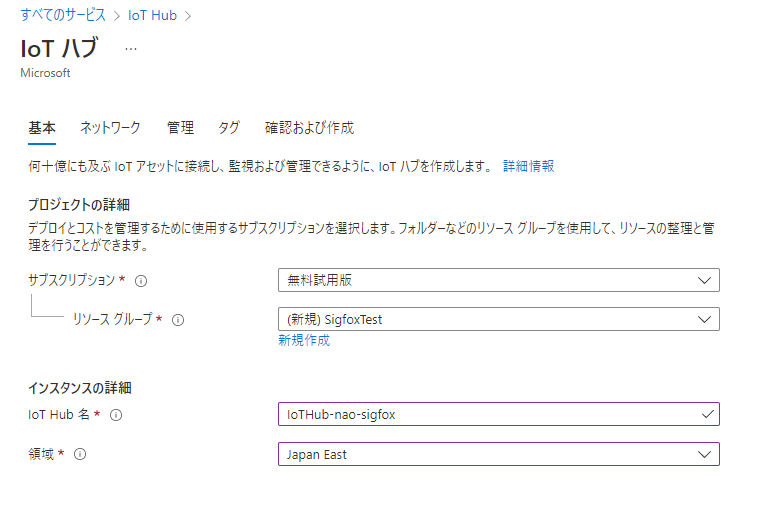 すべてのサービス > IoT Hub >
IoT ハブ ...
Microsoft
基本 ネットワーク 管理 タグ 確認および作成
何十億にも及ぶ IoT アセットに接続し、監視および管理できるように、IoT ハブを作成します。 詳細情報
プロジェクトの詳細
デプロイとコストを管理するために使用するサブスクリプションを選択します。フォルダーなどのリソース グループを使用して、リソースの整理と管
理を行うことができます。
サブスクリプション * 無料試用版
リソース グループ * (新規) SigfoxTest
新規作成
インスタンスの詳細
IoT Hub 名 * IoTHub-nao-sigfox
領域 * Japan East